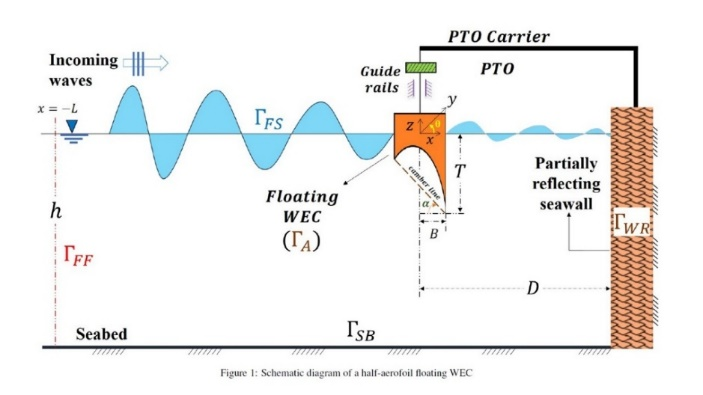 PTO Carrier
Incoming
waves
Guide
rails
PTO
x = −L
y
Γ_FS
z
θ
x
Partially
reflecting
seawall
T
camber line
Floating
WEC
(Γ_A)
α
h
B
Γ_WR
Γ_FF
D
Seabed
Γ_SB
Figure 1: Schematic diagram of a half-aerofoil floating WEC